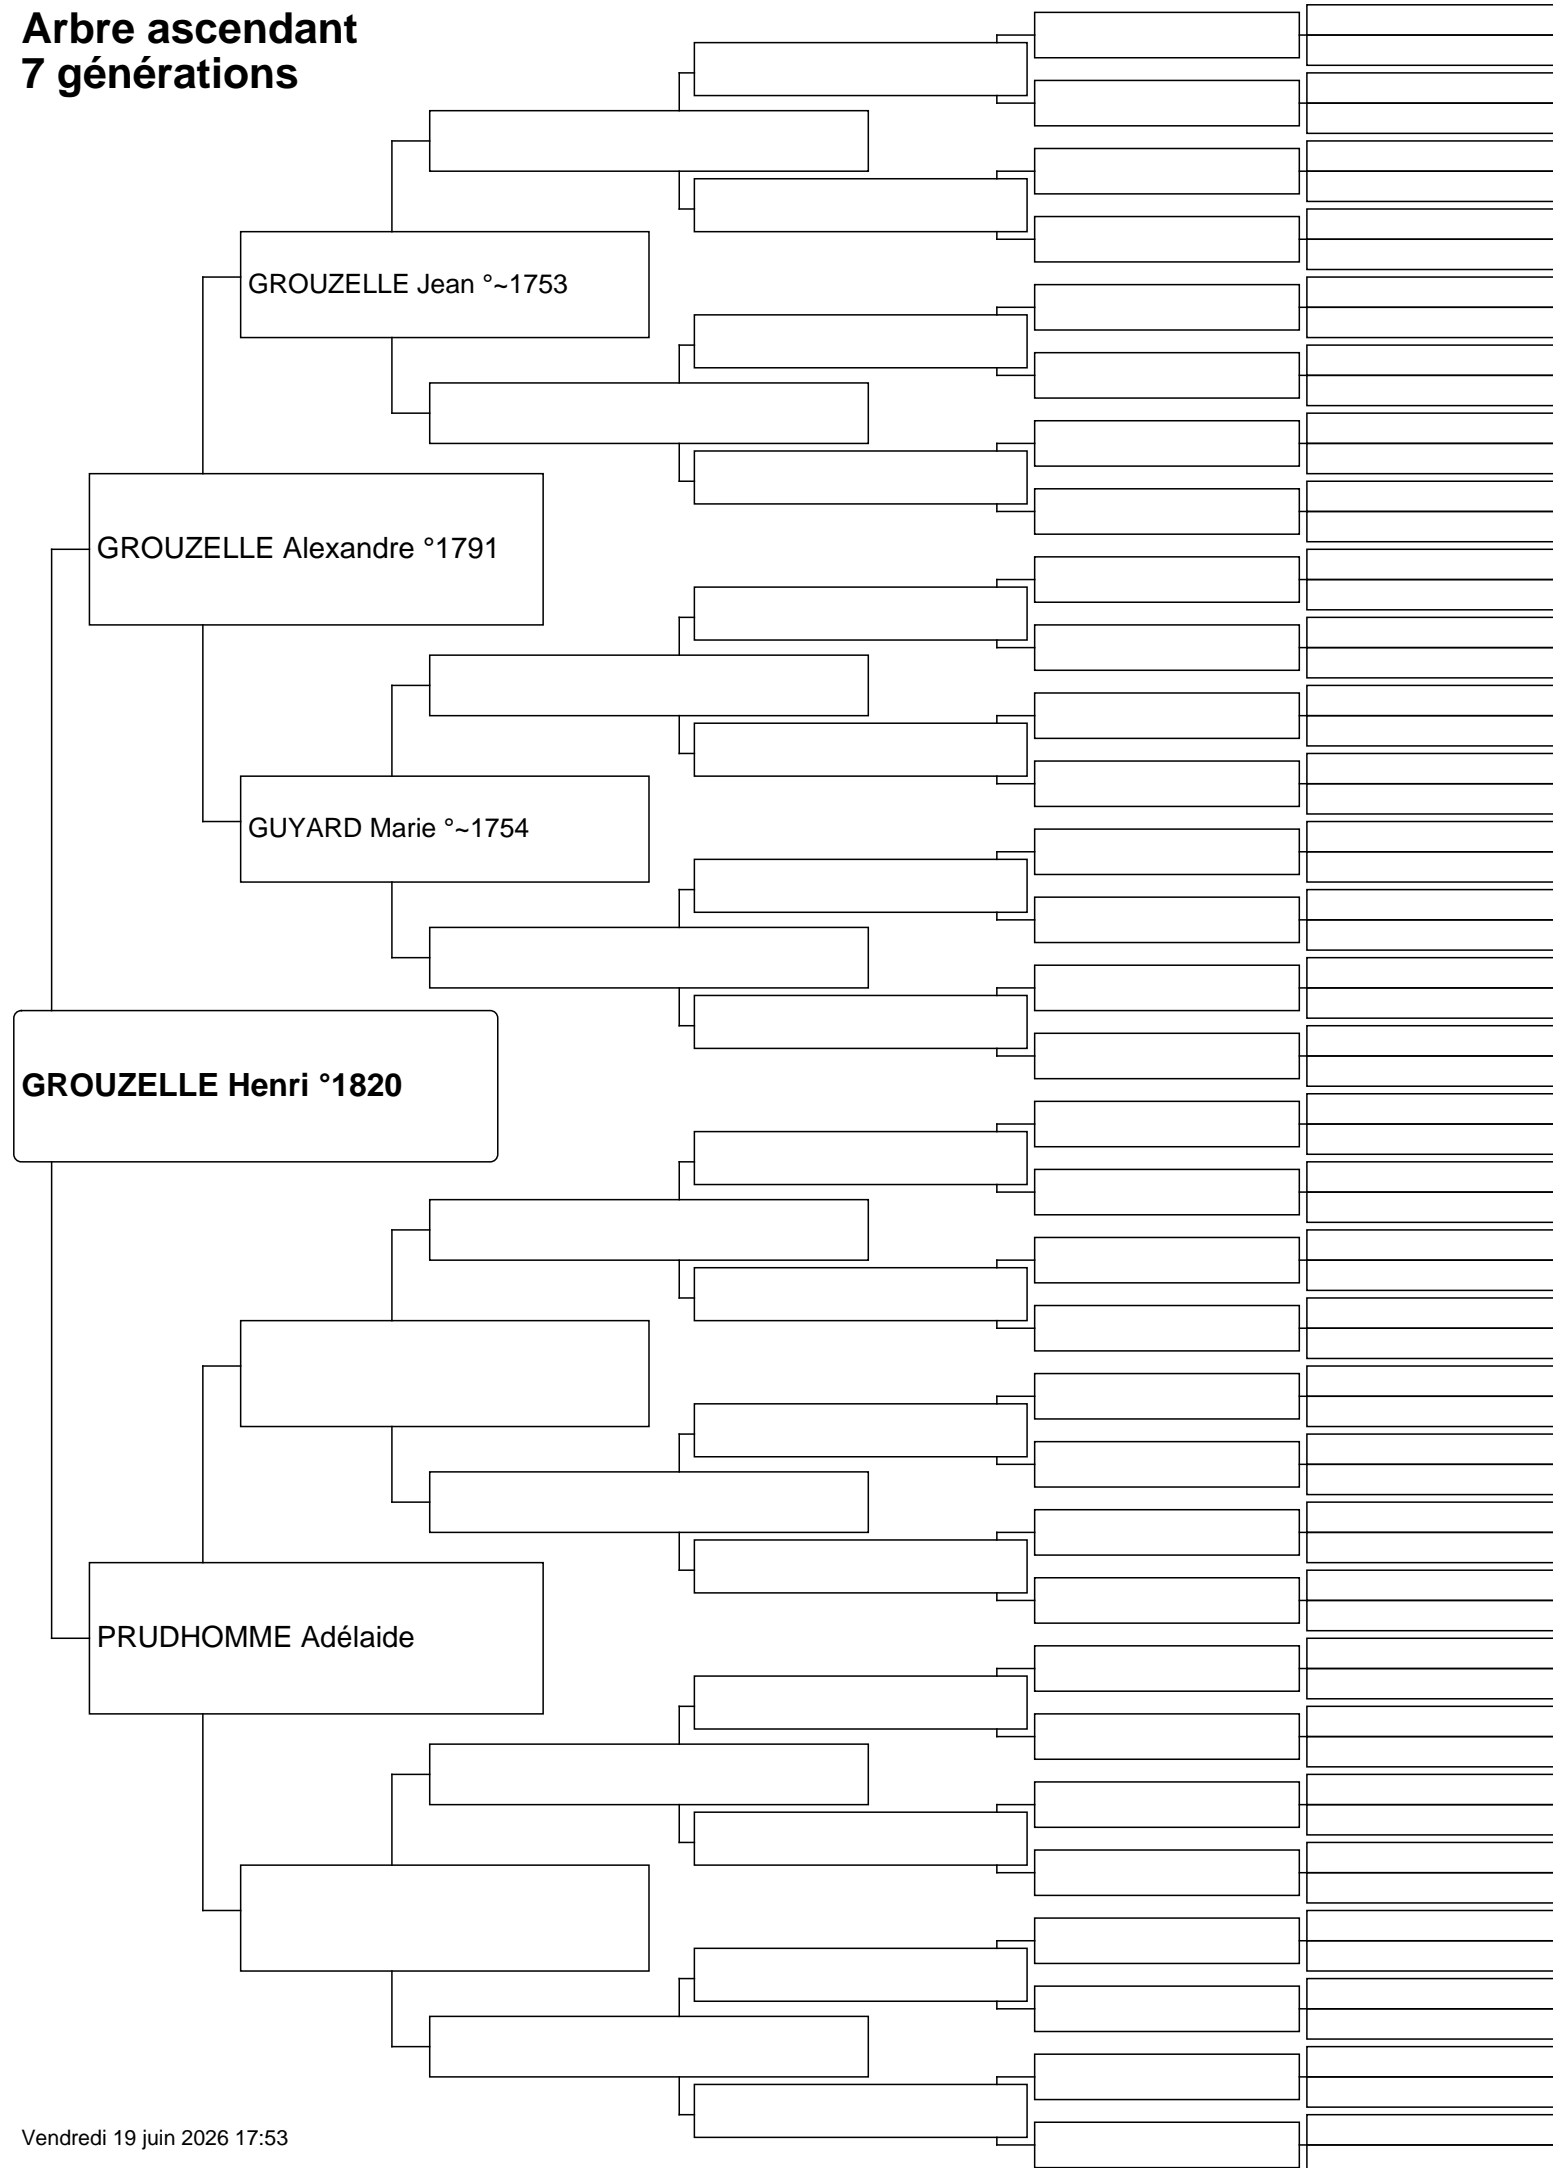 Arbre ascendant
7 générations
GROUZELLE Jean °~1753
GROUZELLE Alexandre °1791
GUYARD Marie °~1754
GROUZELLE Henri °1820
PRUDHOMME Adélaide
Vendredi 19 juin 2026 17:53